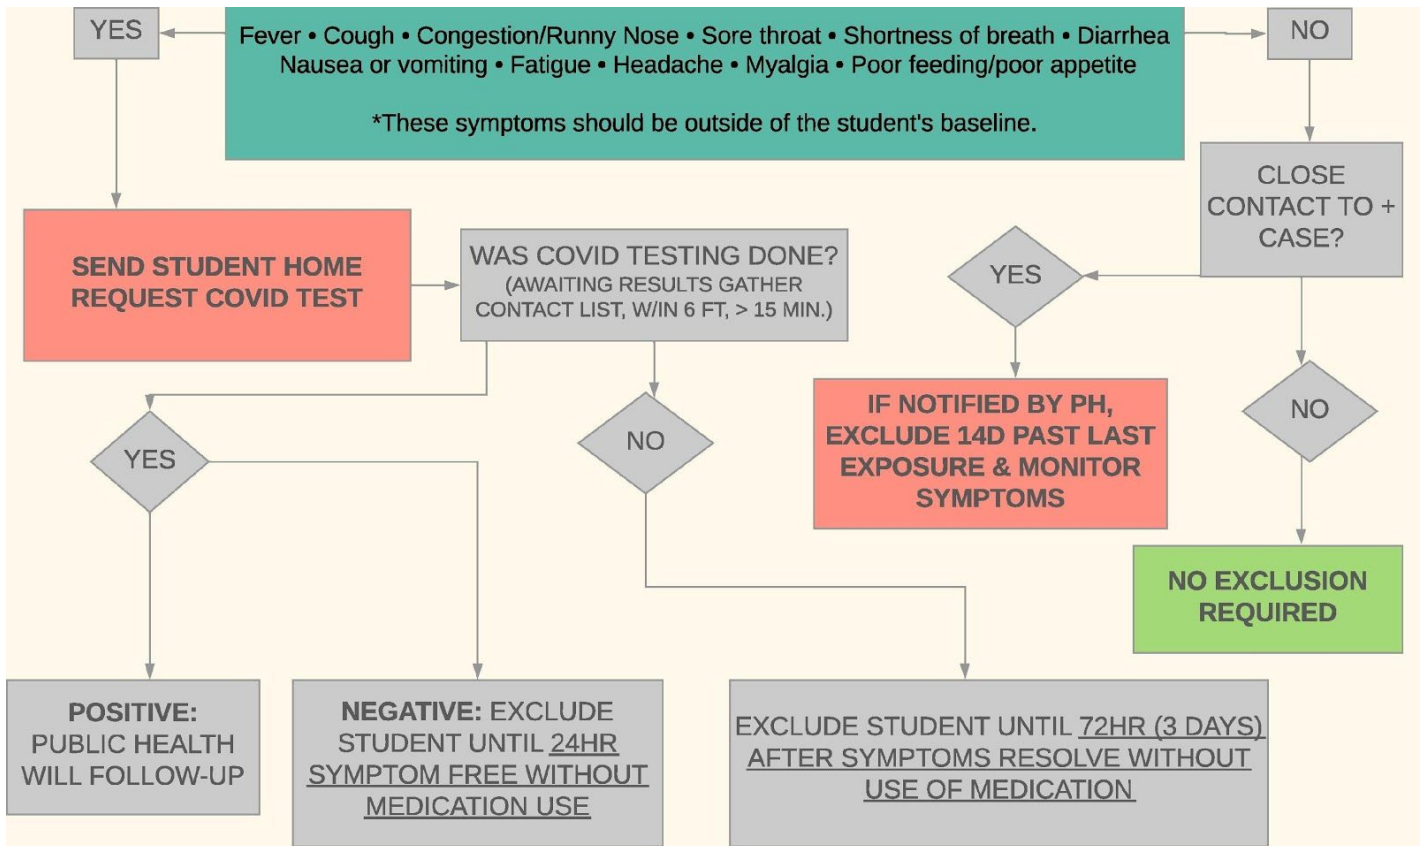 YES
Fever • Cough • Congestion/Runny Nose • Sore throat • Shortness of breath • Diarrhea
Nausea or vomiting • Fatigue • Headache • Myalgia • Poor feeding/poor appetite
*These symptoms should be outside of the student's baseline.
NO
CLOSE
CONTACT TO +
CASE?
SEND STUDENT HOME
REQUEST COVID TEST
WAS COVID TESTING DONE?
(AWAITING RESULTS GATHER
CONTACT LIST, W/IN 6 FT, > 15 MIN.)
YES
NO
YES
NO
IF NOTIFIED BY PH,
EXCLUDE 14D PAST LAST
EXPOSURE & MONITOR
SYMPTOMS
NO EXCLUSION
REQUIRED
POSITIVE:
PUBLIC HEALTH
WILL FOLLOW-UP
NEGATIVE: EXCLUDE
STUDENT UNTIL 24HR
SYMPTOM FREE WITHOUT
MEDICATION USE
EXCLUDE STUDENT UNTIL 72HR (3 DAYS)
AFTER SYMPTOMS RESOLVE WITHOUT
USE OF MEDICATION